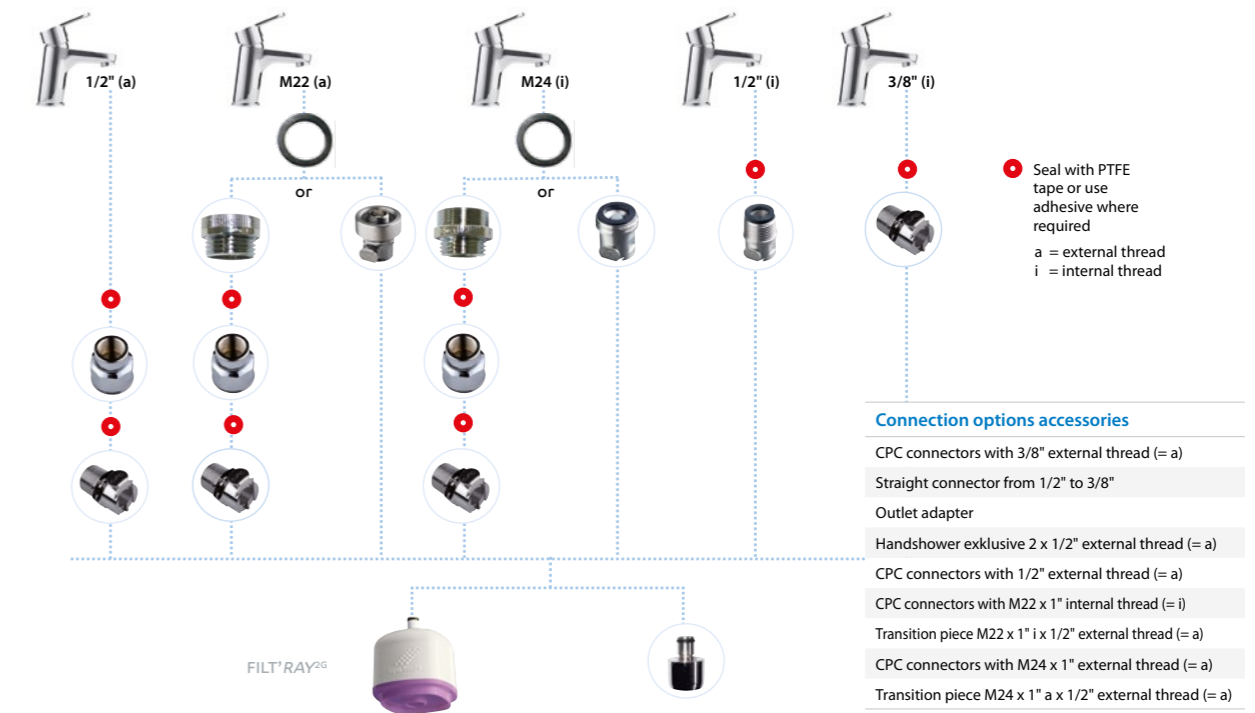 1/2" (a)
M22 (a)
M24 (i)
1/2" (i)
3/8" (i)
or
or
Seal with PTFE
tape or use
adhesive where
required
a = external thread
i = internal thread
Connection options accessories
CPC connectors with 3/8" external thread (= a)
Straight connector from 1/2" to 3/8"
Outlet adapter
Handshower exklusive 2 x 1/2" external thread (= a)
CPC connectors with 1/2" external thread (= a)
CPC connectors with M22 x 1" internal thread (= i)
Transition piece M22 x 1" i x 1/2" external thread (= a)
CPC connectors with M24 x 1" external thread (= a)
Transition piece M24 x 1" a x 1/2" external thread (= a)
FILT'RAY²ᴳ